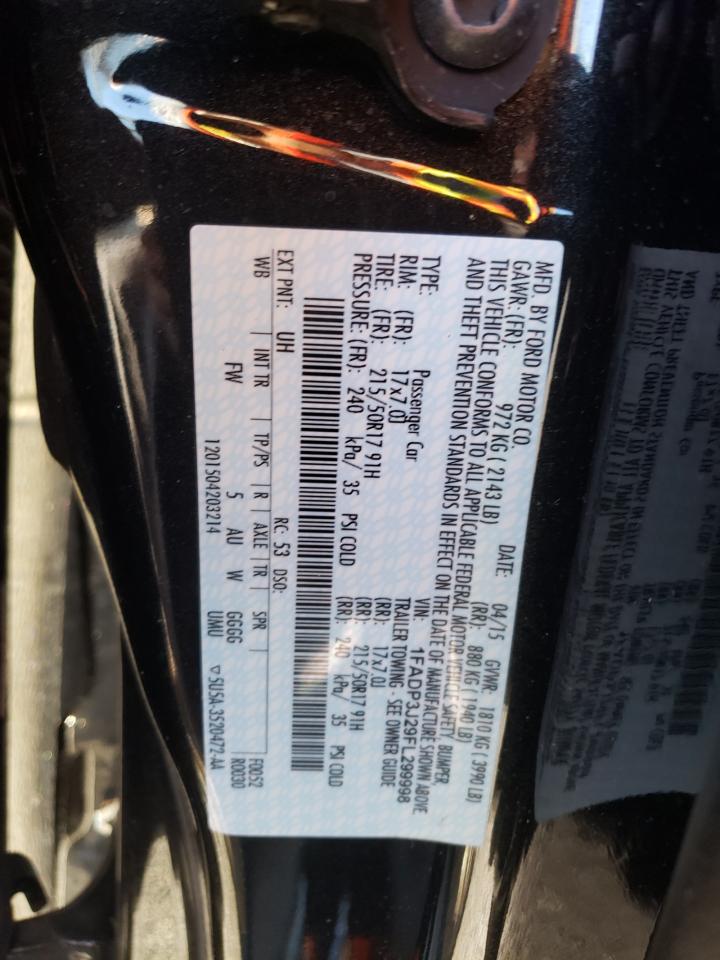 MFD. BY FORD MOTOR CO.
DATE: 04/15 GVWR: 1810 KG ( 3990 LB)
GAWR: (FR): 972 KG ( 2143 LB) (RR): 880 KG ( 1940 LB)
THIS VEHICLE CONFORMS TO ALL APPLICABLE FEDERAL MOTOR VEHICLE SAFETY, BUMPER,
AND THEFT PREVENTION STANDARDS IN EFFECT ON THE DATE OF MANUFACTURE SHOWN ABOVE
VIN: 1FADP3J29FL299998
TYPE: Passenger Car TRAILER TOWING - SEE OWNER GUIDE
RIM: (FR): 17x7.0J (RR): 17x7.0J
TIRE: (FR): 215/50R17 91H (RR): 215/50R17 91H
PRESSURE: (FR): 240 kPa/ 35 PSI COLD (RR): 240 kPa/ 35 PSI COLD
EXT PNT: UH RC: 53 DSO:
WB | INT TR | TP/PS | R | AXLE | TR | SPR F0052
FW 5 AU W GGGG R0030
1201504203214 UMU ▽ 5U5A-3520472-AA